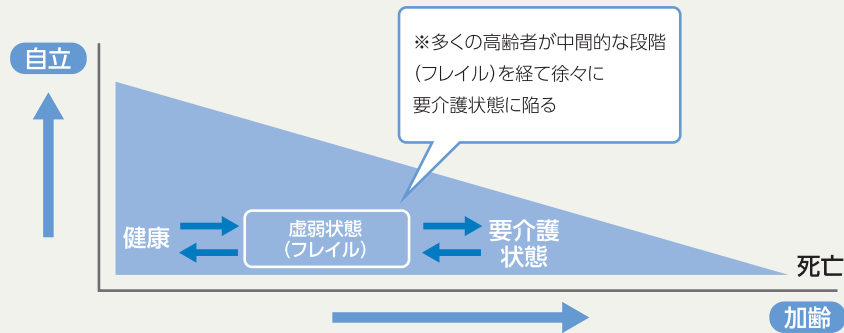 自立
※多くの高齢者が中間的な段階
（フレイル）を経て徐々に
要介護状態に陥る
健康
虚弱状態
（フレイル）
要介護
状態
死亡
加齢